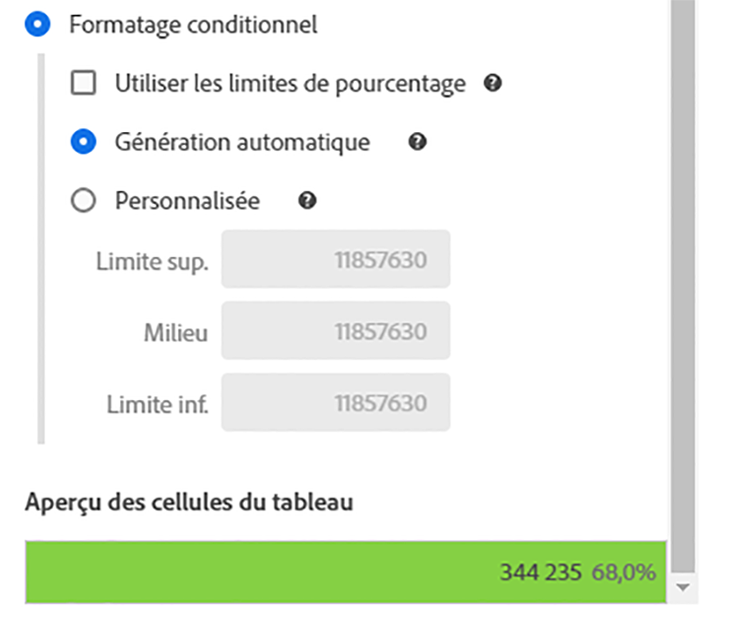 Formatage conditionnel
Utiliser les limites de pourcentage ?
Génération automatique ?
Personnalisée ?
Limite sup. 11857630
Milieu 11857630
Limite inf. 11857630
Aperçu des cellules du tableau
344 235 68,0%